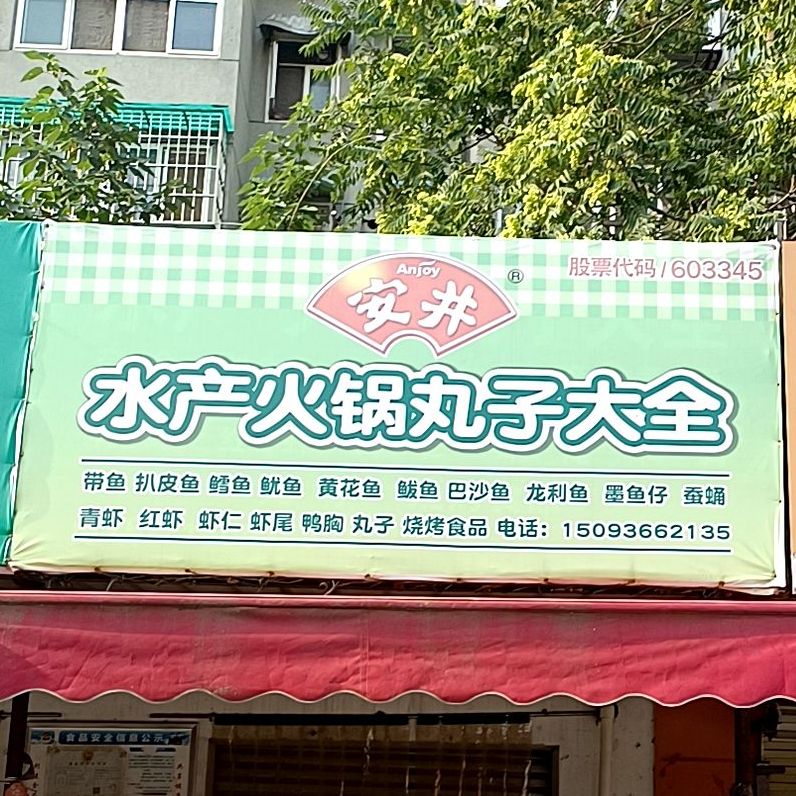 股票代码/603345
Anjoy
安井®
水产火锅丸子大全
带鱼 扒皮鱼 鳕鱼 鱿鱼 黄花鱼 鲅鱼 巴沙鱼 龙利鱼 墨鱼仔 蚕蛹
青虾 红虾 虾仁 虾尾 鸭胸 丸子 烧烤食品 电话：15093662135
食品安全信息公示